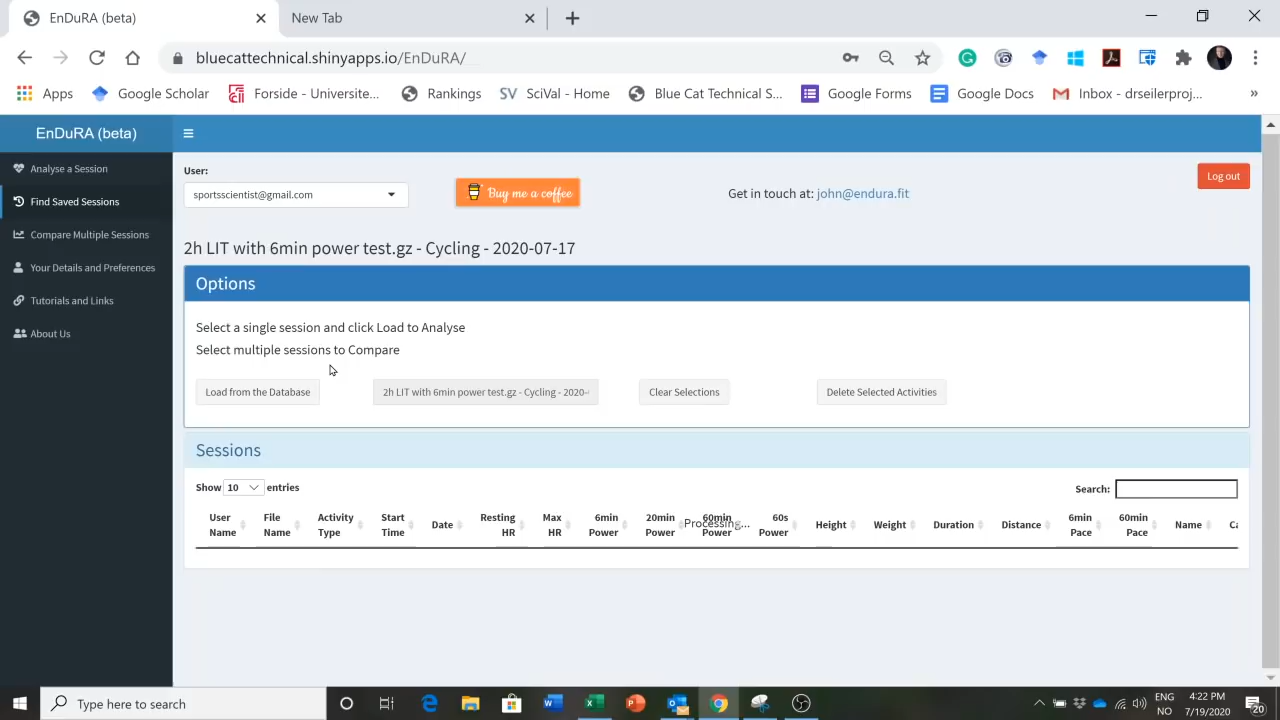 EnDuRA (beta)
New Tab
bluecattechnical.shinyapps.io/EnDuRA/
Apps
Google Scholar
Forside - Universite...
Rankings
SciVal - Home
Blue Cat Technical S...
Google Forms
Google Docs
Inbox - drseilerproj...
»
EnDuRA (beta)
Analyse a Session
Find Saved Sessions
Compare Multiple Sessions
Your Details and Preferences
Tutorials and Links
About Us
User:
sportsscientist@gmail.com
Buy me a coffee
Get in touch at: john@endura.fit
Log out
2h LIT with 6min power test.gz - Cycling - 2020-07-17
Options
Select a single session and click Load to Analyse
Select multiple sessions to Compare
Load from the Database
2h LIT with 6min power test.gz - Cycling - 2020-
Clear Selections
Delete Selected Activities
Sessions
Show 10 entries
Search:
User Name
File Name
Activity Type
Start Time
Date
Resting HR
Max HR
6min Power
20min Power
60min Power
60s Power
Height
Weight
Duration
Distance
6min Pace
60min Pace
Name
Ca
Processing...
Type here to search
ENG
NO
4:22 PM
7/19/2020
20